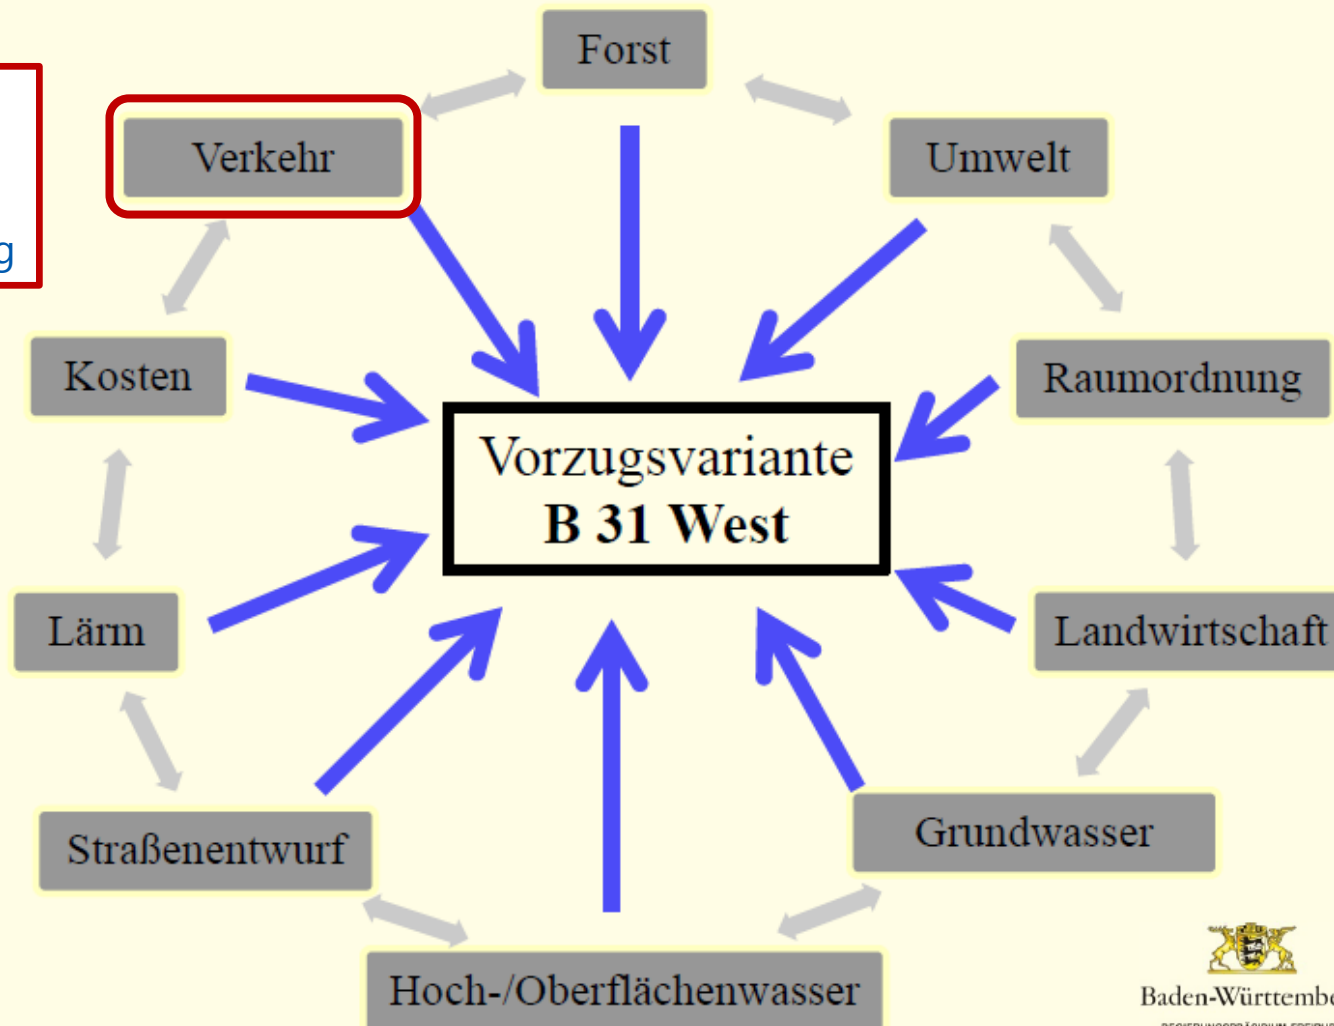 Forst
Verkehr
Umwelt
Kosten
Raumordnung
Vorzugsvariante
B 31 West
Lärm
Landwirtschaft
Straßenentwurf
Grundwasser
Hoch-/Oberflächenwasser